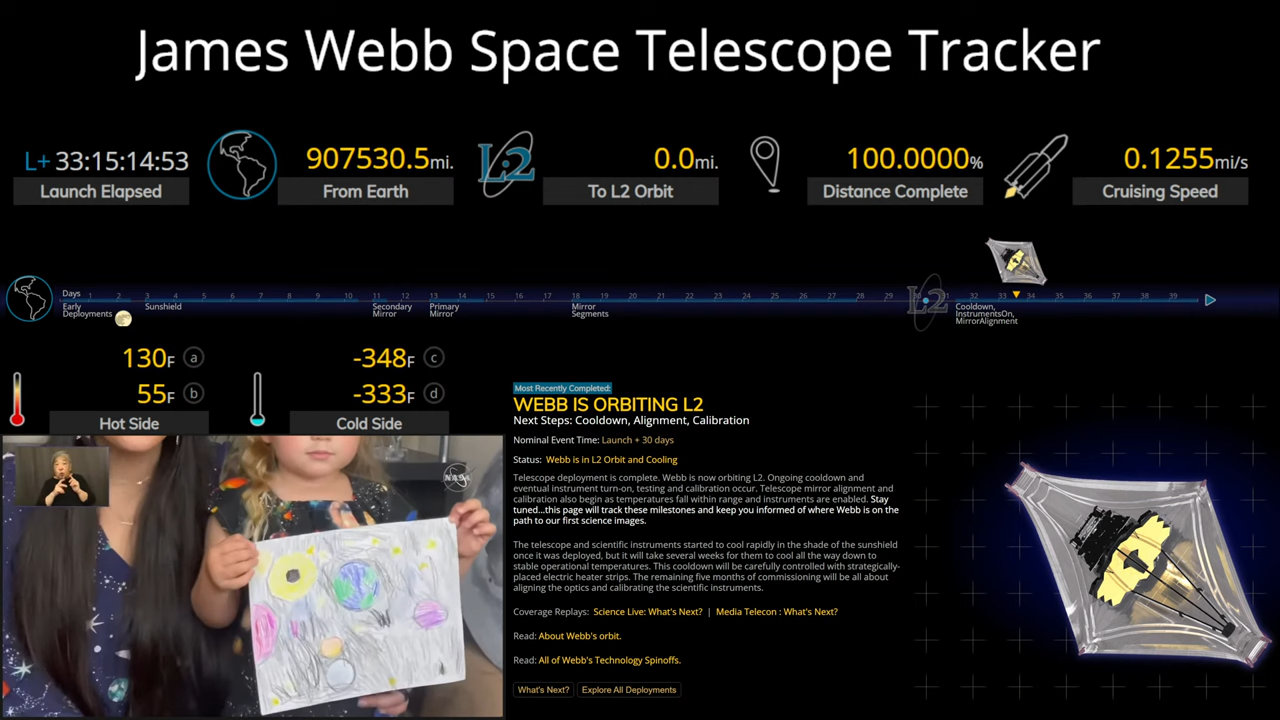 James Webb Space Telescope Tracker
L+ 33:15:14:53
Launch Elapsed
907530.5mi.
From Earth
L2
0.0mi.
To L2 Orbit
100.0000%
Distance Complete
0.1255mi/s
Cruising Speed
Days 1 2 3 4 5 6 7 8 9 10 11 12 13 14 15 16 17 18 19 20 21 22 23 24 25 26 27 28 29 30 31 32 33 34 35 36 37 38 39
Early
Deployments
Sunshield
Secondary
Mirror
Primary
Mirror
Mirror
Segments
L2
Cooldown,
InstrumentsOn,
MirrorAlignment
130F a
55F b
Hot Side
-348F c
-333F d
Cold Side
NASA
Most Recently Completed:
WEBB IS ORBITING L2
Next Steps: Cooldown, Alignment, Calibration
Nominal Event Time: Launch + 30 days
Status: Webb is in L2 Orbit and Cooling
Telescope deployment is complete. Webb is now orbiting L2. Ongoing cooldown and
eventual instrument turn-on, testing and calibration occur. Telescope mirror alignment and
calibration also begin as temperatures fall within range and instruments are enabled. Stay
tuned...this page will track these milestones and keep you informed of where Webb is on the
path to our first science images.
The telescope and scientific instruments started to cool rapidly in the shade of the sunshield
once it was deployed, but it will take several weeks for them to cool all the way down to
stable operational temperatures. This cooldown will be carefully controlled with strategically-
placed electric heater strips. The remaining five months of commissioning will be all about
aligning the optics and calibrating the scientific instruments.
Coverage Replays: Science Live: What's Next? | Media Telecon : What's Next?
Read: About Webb's orbit.
Read: All of Webb's Technology Spinoffs.
What's Next?
Explore All Deployments